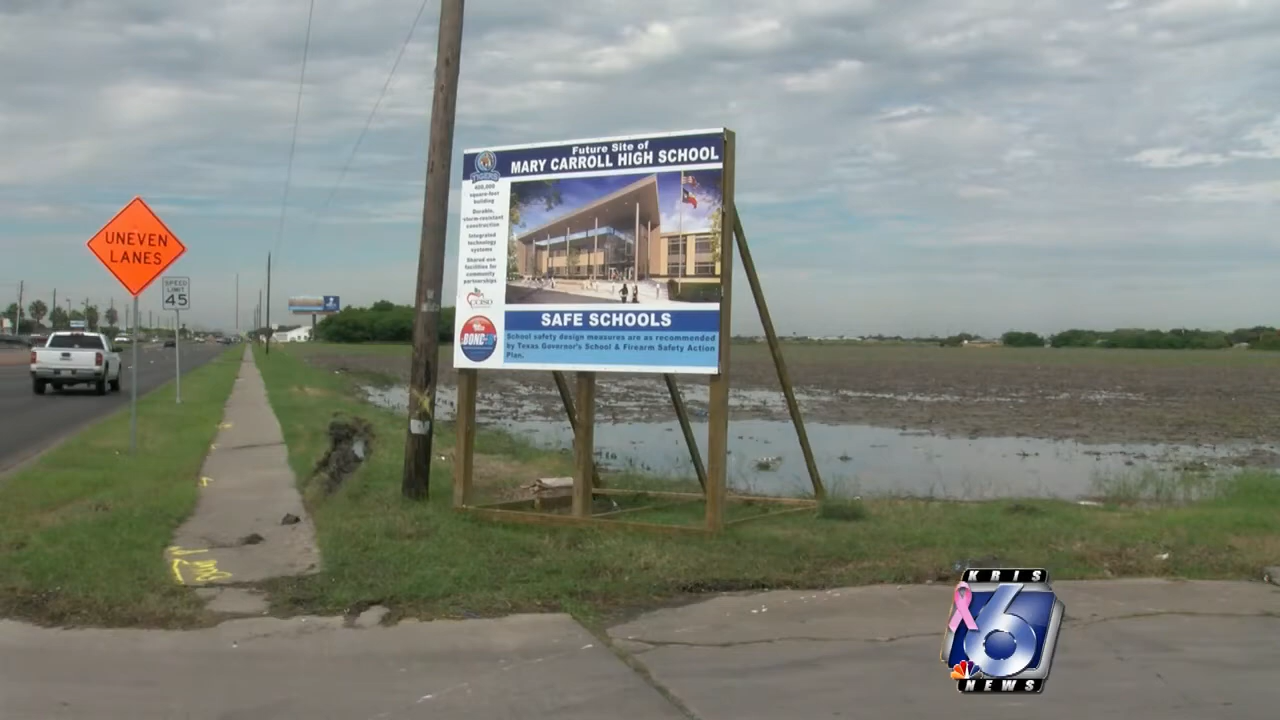 UNEVEN
LANES
SPEED
LIMIT
45
Future Site of
MARY CARROLL HIGH SCHOOL
TIGERS
400,000
square-foot
building
Durable,
storm-resistant
construction
Integrated
technology
systems
Shared use
facilities for
community
partnerships
CCISD
BOND
SAFE SCHOOLS
School safety design measures are as recommended
by Texas Governor's School & Firearm Safety Action
Plan.
KRIS
6
NEWS